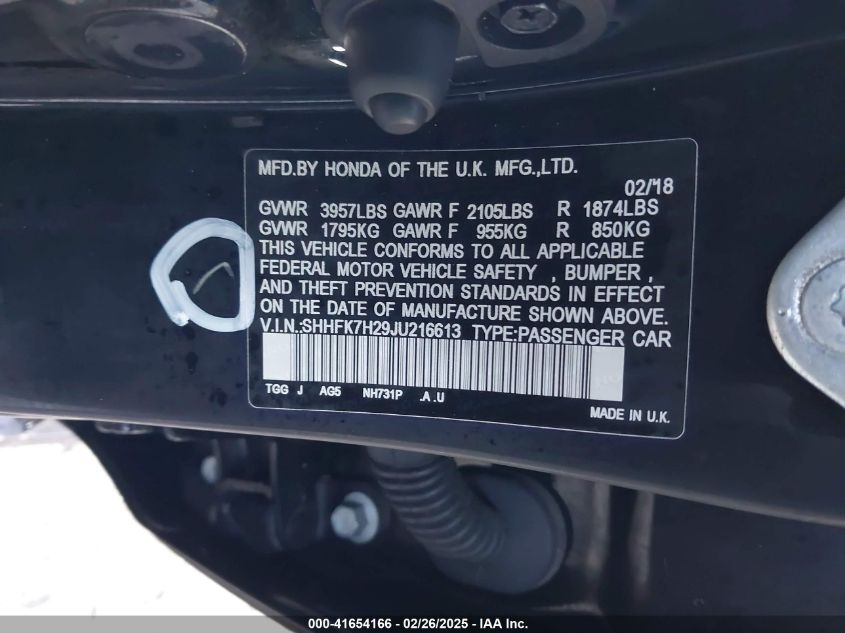 MFD.BY HONDA OF THE U.K. MFG.,LTD.
02/'18
GVWR 3957LBS GAWR F 2105LBS R 1874LBS
GVWR 1795KG GAWR F 955KG R 850KG
THIS VEHICLE CONFORMS TO ALL APPLICABLE
FEDERAL MOTOR VEHICLE SAFETY , BUMPER ,
AND THEFT PREVENTION STANDARDS IN EFFECT
ON THE DATE OF MANUFACTURE SHOWN ABOVE.
V.I.N.:SHHFK7H29JU216613 TYPE:PASSENGER CAR
TGG J AG5 NH731P .A .U
MADE IN U.K.
000-41654166 - 02/26/2025 - IAA Inc.